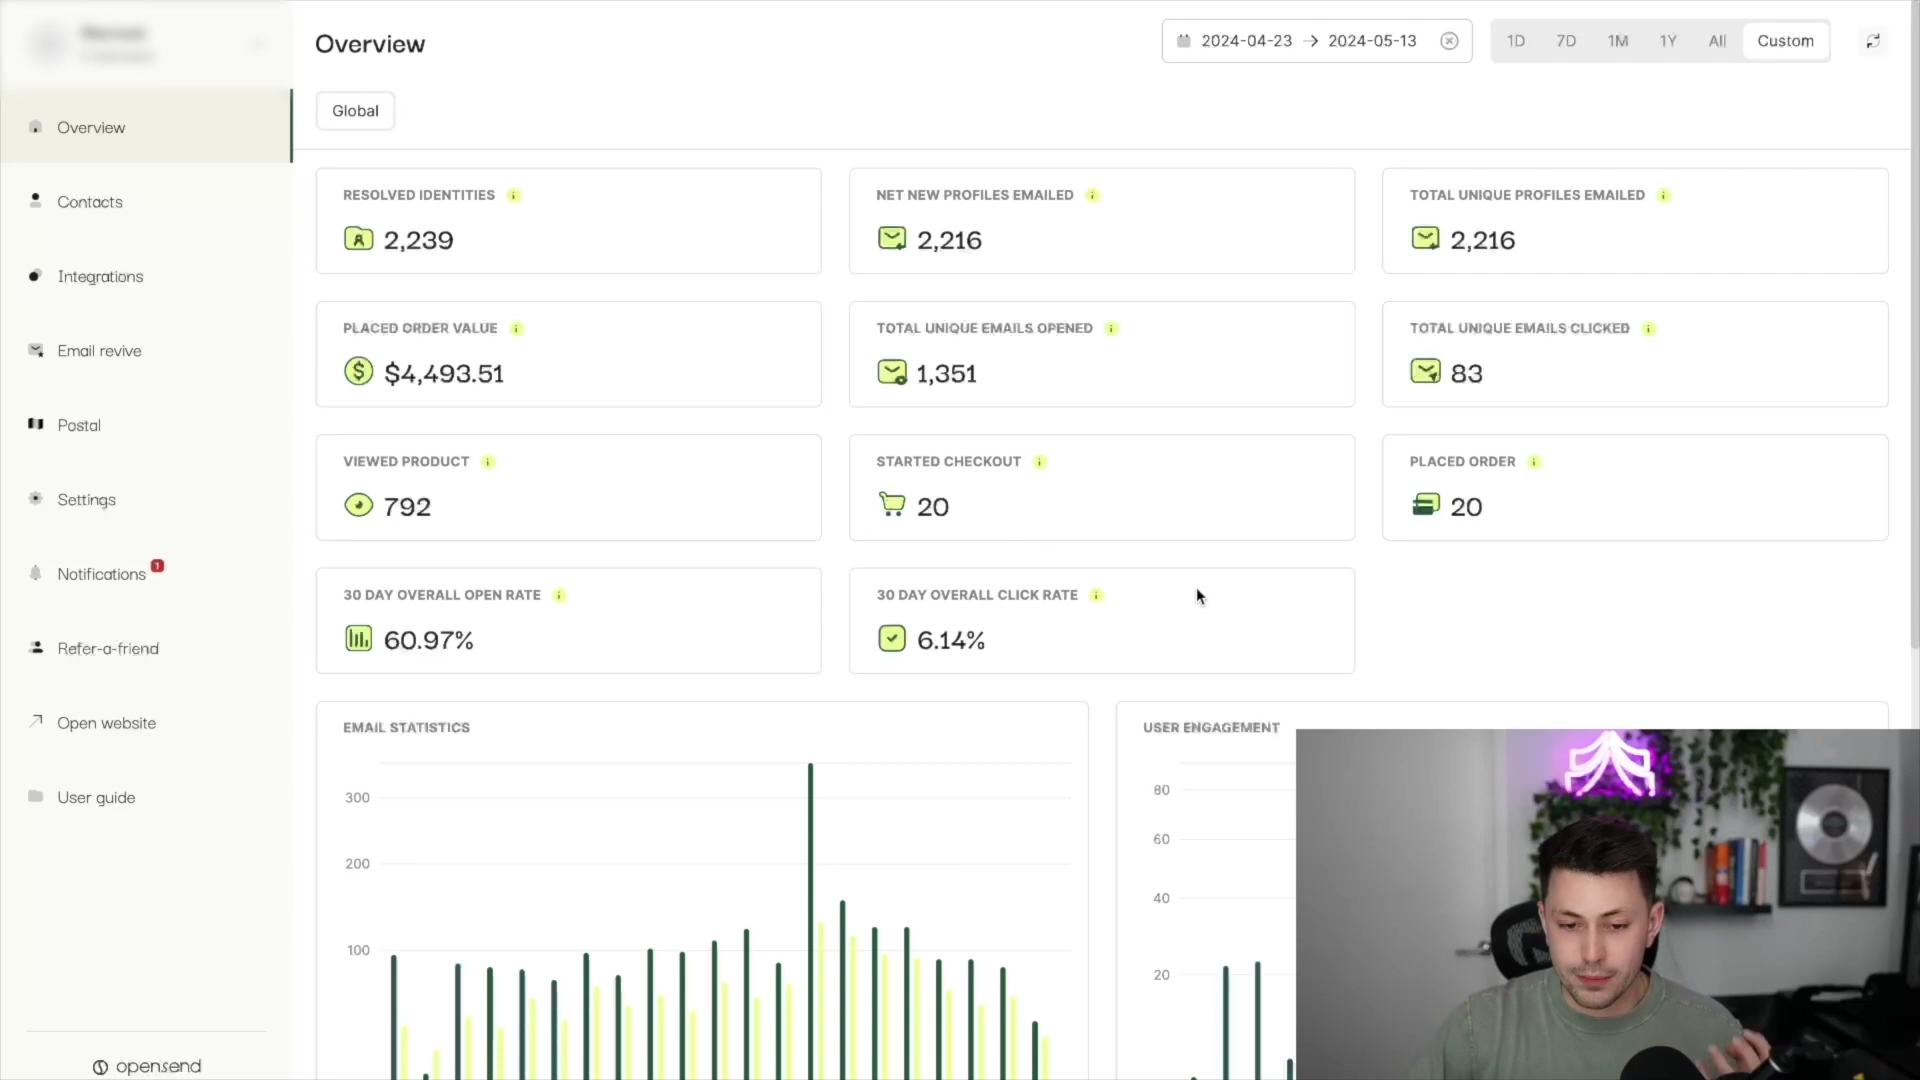 Overview
2024-04-23 → 2024-05-13
1D 7D 1M 1Y All Custom
Global
Overview
Contacts
Integrations
Email revive
Postal
Settings
Notifications 1
Refer-a-friend
Open website
User guide
opensend
RESOLVED IDENTITIES
2,239
NET NEW PROFILES EMAILED
2,216
TOTAL UNIQUE PROFILES EMAILED
2,216
PLACED ORDER VALUE
$4,493.51
TOTAL UNIQUE EMAILS OPENED
1,351
TOTAL UNIQUE EMAILS CLICKED
83
VIEWED PRODUCT
792
STARTED CHECKOUT
20
PLACED ORDER
20
30 DAY OVERALL OPEN RATE
60.97%
30 DAY OVERALL CLICK RATE
6.14%
EMAIL STATISTICS
300
200
100
USER ENGAGEMENT
80
60
40
20